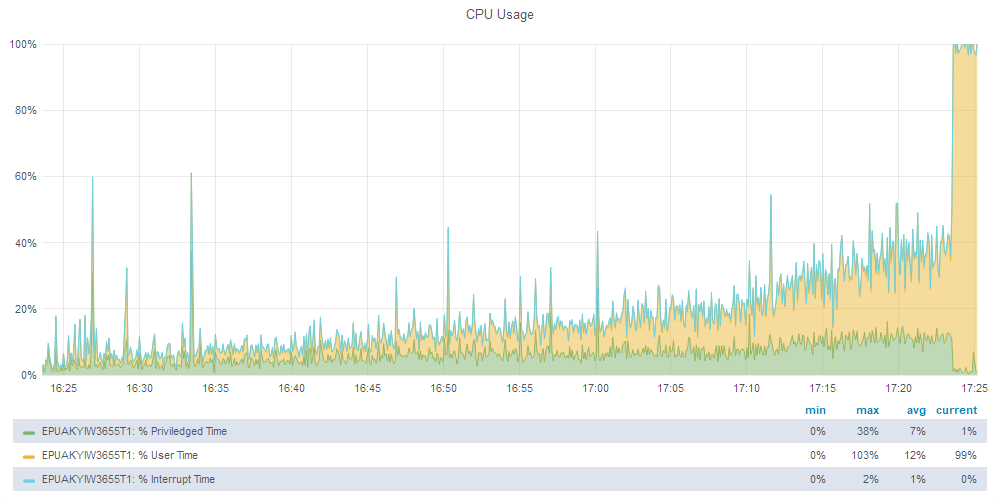 CPU Usage
100%
80%
60%
40%
20%
0%
16:25 16:30 16:35 16:40 16:45 16:50 16:55 17:00 17:05 17:10 17:15 17:20 17:25
min max avg current
EPUAKYIW3655T1: % Priviledged Time 0% 38% 7% 1%
EPUAKYIW3655T1: % User Time 0% 103% 12% 99%
EPUAKYIW3655T1: % Interrupt Time 0% 2% 1% 0%